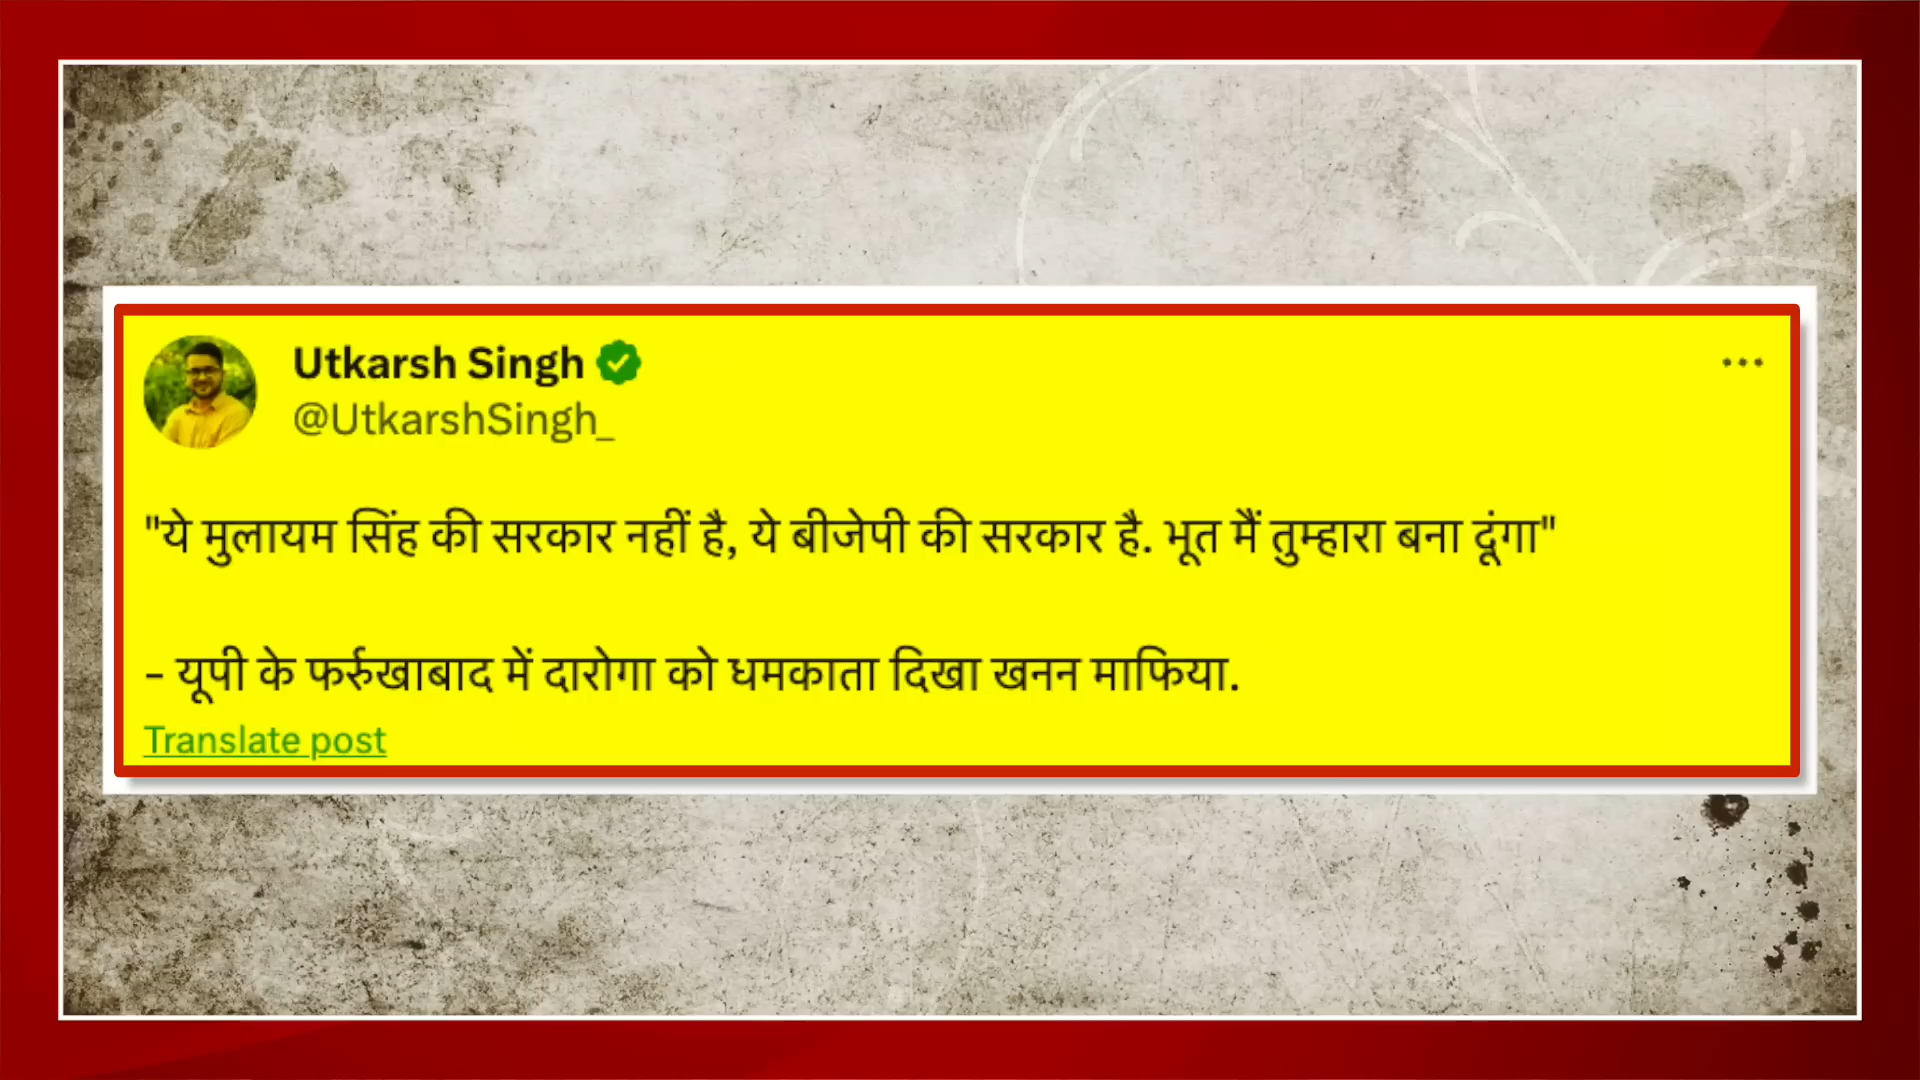 Utkarsh Singh
@UtkarshSingh_
"ये मुलायम सिंह की सरकार नहीं है, ये बीजेपी की सरकार है. भूत मैं तुम्हारा बना दूंगा"
- यूपी के फर्रुखाबाद में दारोगा को धमकाता दिखा खनन माफिया.
Translate post